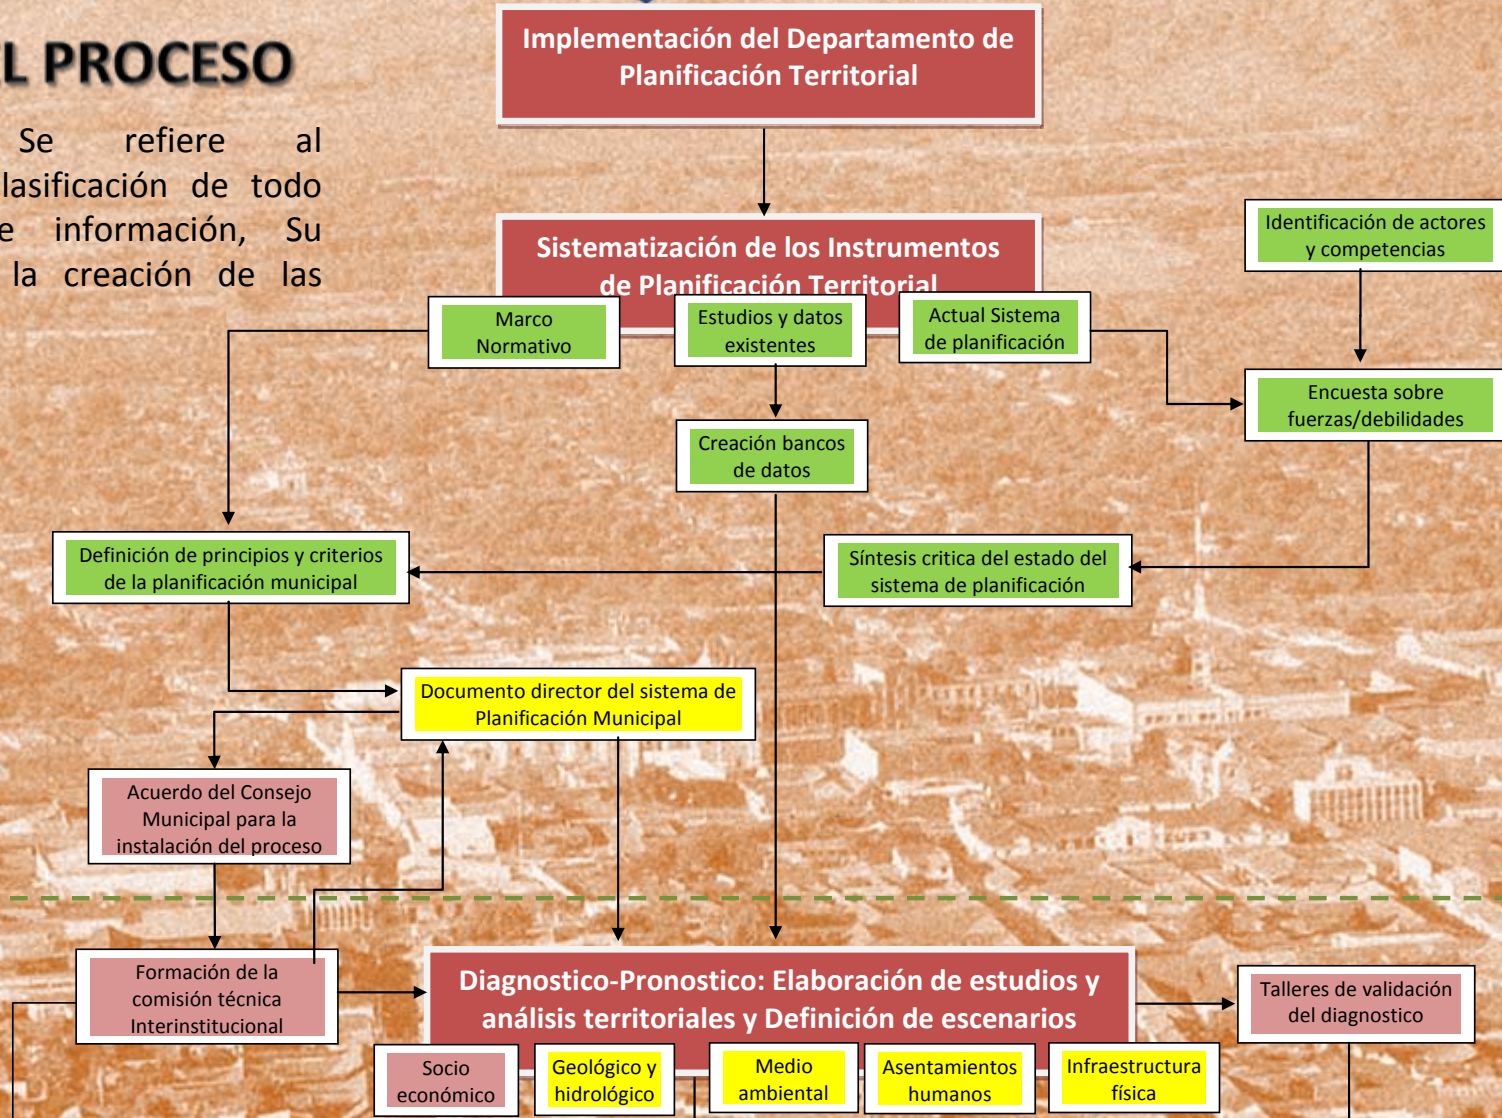 EL PROCESO
Se refiere al
lasificación de todo
e información, Su
la creación de las
Implementación del Departamento de
Planificación Territorial
Sistematización de los Instrumentos
de Planificación Territorial
Identificación de actores
y competencias
Marco
Normativo
Estudios y datos
existentes
Actual Sistema
de planificación
Encuesta sobre
fuerzas/debilidades
Creación bancos
de datos
Definición de principios y criterios
de la planificación municipal
Síntesis critica del estado del
sistema de planificación
Documento director del sistema de
Planificación Municipal
Acuerdo del Consejo
Municipal para la
instalación del proceso
Formación de la
comisión técnica
Interinstitucional
Diagnostico-Pronostico: Elaboración de estudios y
análisis territoriales y Definición de escenarios
Talleres de validación
del diagnostico
Socio
económico
Geológico y
hidrológico
Medio
ambiental
Asentamientos
humanos
Infraestructura
física